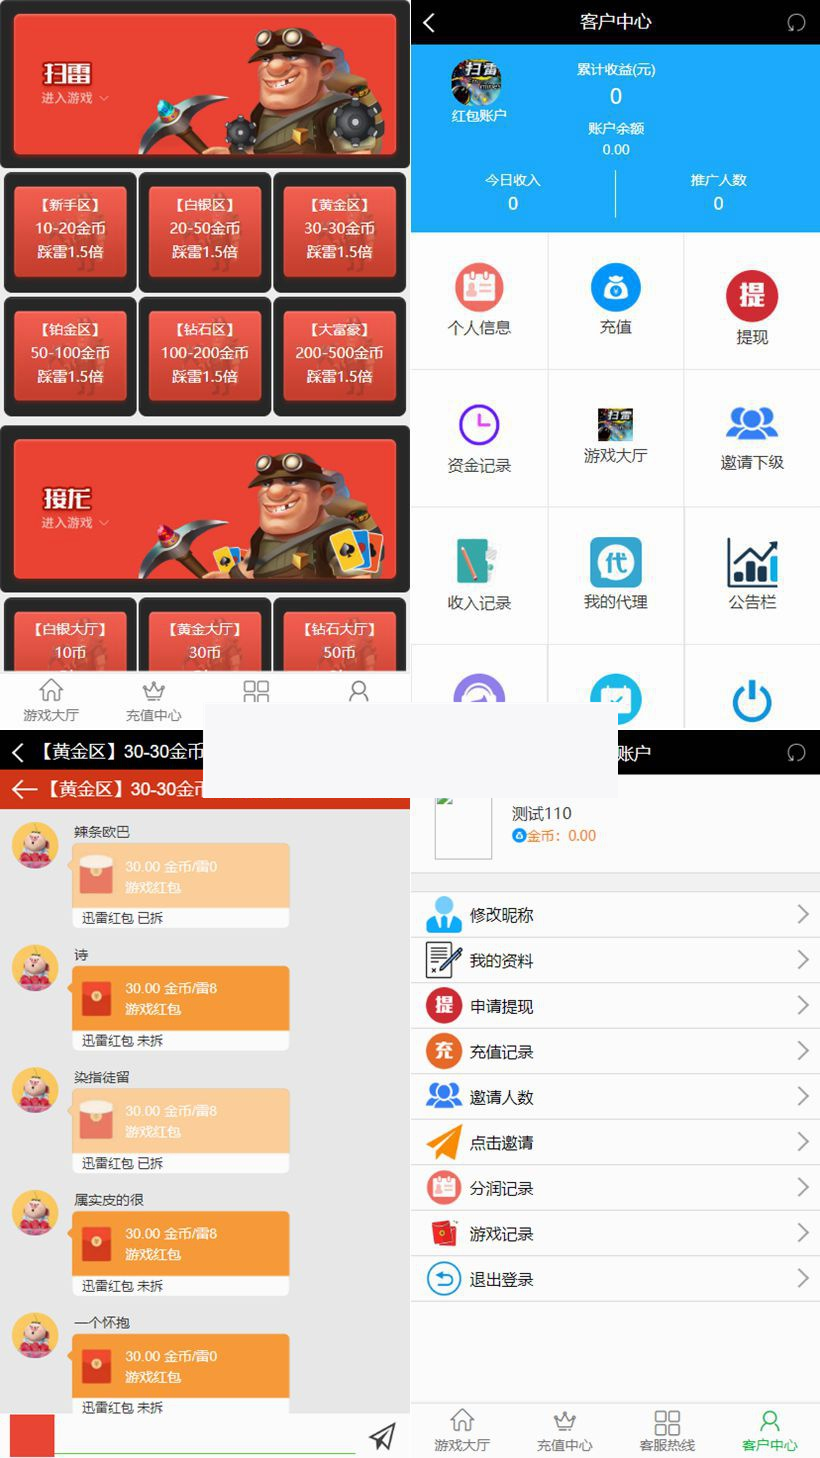 扫雷
进入游戏
【新手区】
10-20金币
踩雷1.5倍
【白银区】
20-50金币
踩雷1.5倍
【黄金区】
30-30金币
踩雷1.5倍
【铂金区】
50-100金币
踩雷1.5倍
【钻石区】
100-200金币
踩雷1.5倍
【大富豪】
200-500金币
踩雷1.5倍
接龙
进入游戏
【白银大厅】
10币
【黄金大厅】
30币
【钻石大厅】
50币
游戏大厅
充值中心
客户中心
扫雷
红包账户
累计收益(元)
0
账户余额
0.00
今日收入
0
推广人数
0
个人信息
充值
提
提现
资金记录
扫雷
游戏大厅
邀请下级
收入记录
代
我的代理
公告栏
【黄金区】30-30金币
【黄金区】30-30金币
辣条欧巴
30.00 金币/雷0
游戏红包
迅雷红包 已拆
诗
30.00 金币/雷8
游戏红包
迅雷红包 未拆
染指徒留
30.00 金币/雷8
游戏红包
迅雷红包 已拆
属实皮的很
30.00 金币/雷8
游戏红包
迅雷红包 未拆
一个怀抱
30.00 金币/雷0
游戏红包
迅雷红包 未拆
账户
测试110
金币：0.00
修改昵称
我的资料
提
申请提现
充
充值记录
邀请人数
点击邀请
分润记录
游戏记录
退出登录
游戏大厅
充值中心
客服热线
客户中心